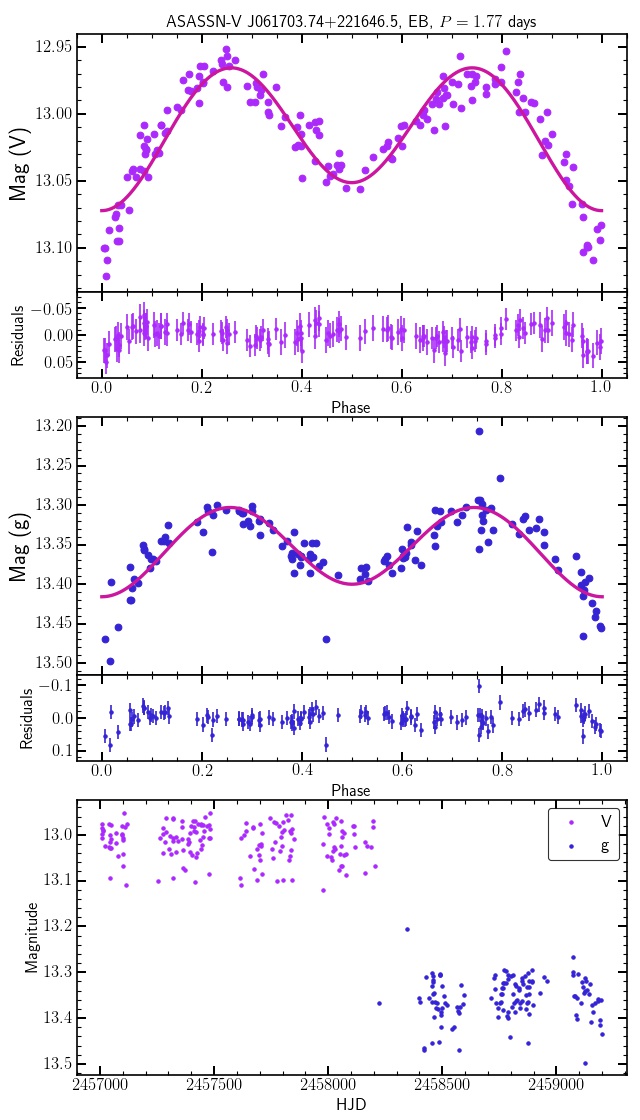 ASASSN-V J061703.74+221646.5, EB, P = 1.77 days
Mag (V)
12.95
13.00
13.05
13.10
Residuals
−0.05
0.00
0.05
0.0 0.2 0.4 0.6 0.8 1.0
Phase
Mag (g)
13.20
13.25
13.30
13.35
13.40
13.45
13.50
Residuals
−0.1
0.0
0.1
0.0 0.2 0.4 0.6 0.8 1.0
Phase
Magnitude
13.0
13.1
13.2
13.3
13.4
13.5
V
g
2457000 2457500 2458000 2458500 2459000
HJD